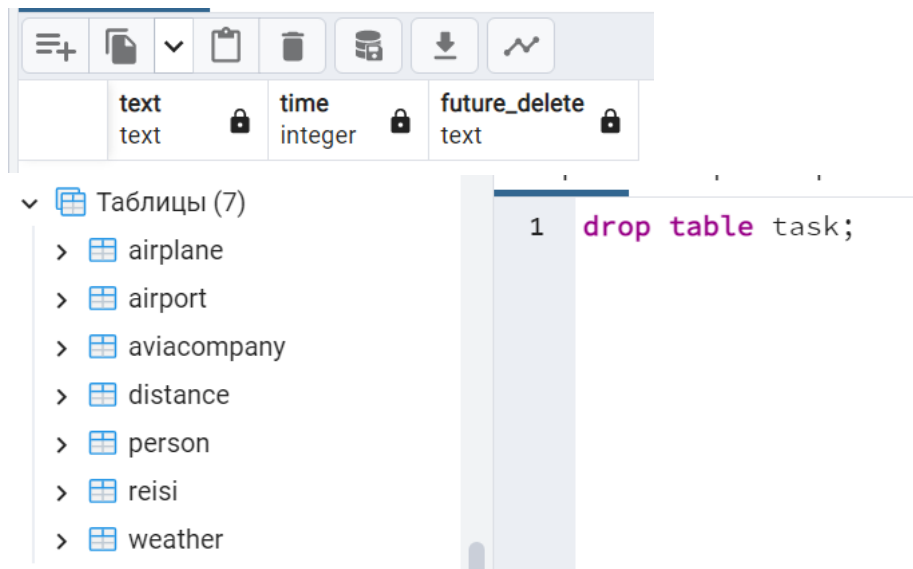 text time future_delete
text integer text
Таблицы (7)
airplane
airport
aviacompany
distance
person
reisi
weather
1 drop table task;